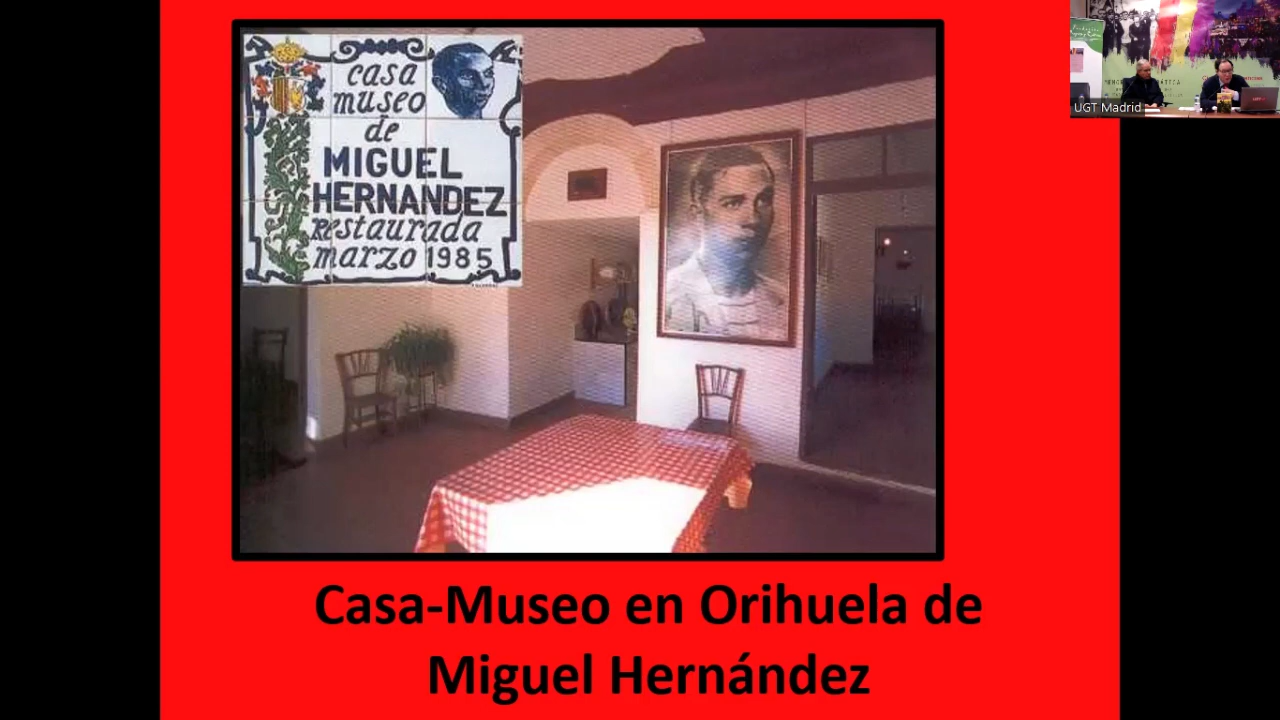 casa
museo
de
MIGUEL
HERNANDEZ
restaurada
marzo 1985
Casa-Museo en Orihuela de
Miguel Hernández
UGT Madrid